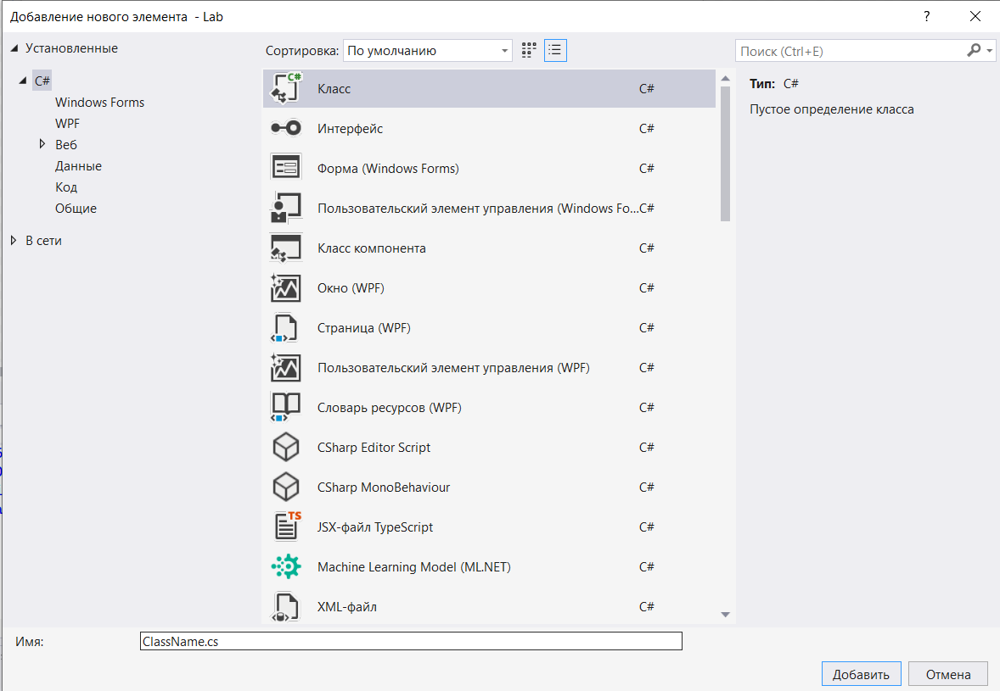 Добавление нового элемента - Lab
?
Установленные
C#
Windows Forms
WPF
Веб
Данные
Код
Общие
В сети
Сортировка: По умолчанию
Поиск (Ctrl+E)
Класс C#
Интерфейс C#
Форма (Windows Forms) C#
Пользовательский элемент управления (Windows Fo... C#
Класс компонента C#
Окно (WPF) C#
Страница (WPF) C#
Пользовательский элемент управления (WPF) C#
Словарь ресурсов (WPF) C#
CSharp Editor Script C#
CSharp MonoBehaviour C#
TS
JSX-файл TypeScript C#
Machine Learning Model (ML.NET) C#
XML-файл C#
Тип: C#
Пустое определение класса
Имя: ClassName.cs
Добавить Отмена